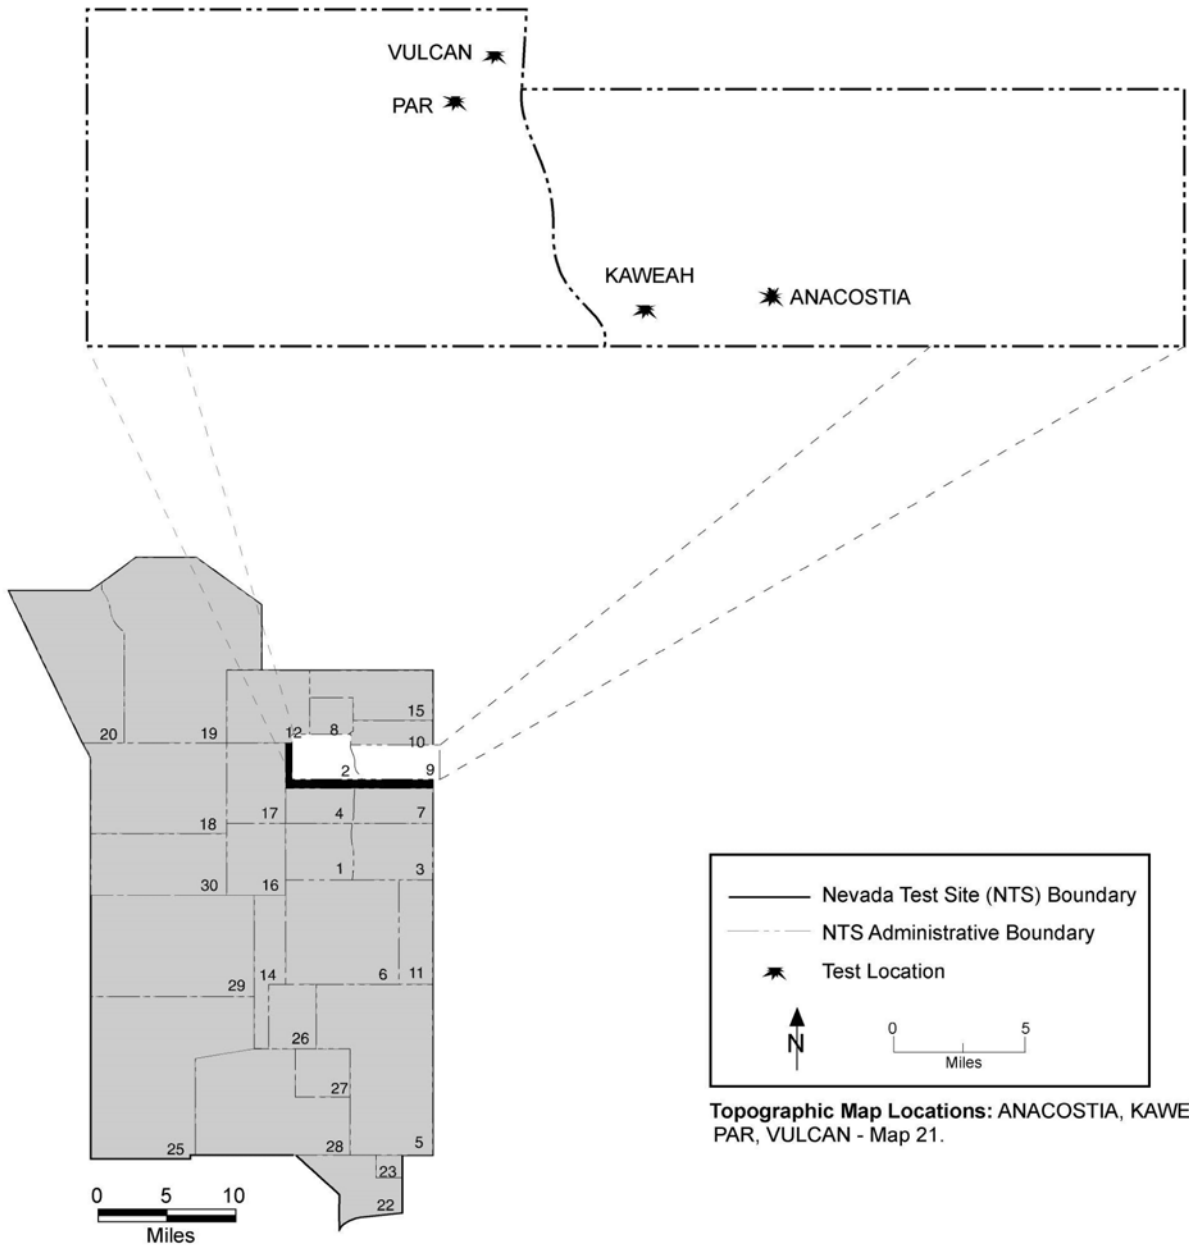 VULCAN
PAR
KAWEAH
ANACOSTIA
15
20
19
12
8
10
2
9
17
4
7
18
1
3
30
16
14
6
11
29
26
27
25
28
5
23
22
0 5 10
Miles
Nevada Test Site (NTS) Boundary
NTS Administrative Boundary
Test Location
N
0 5
Miles
Topographic Map Locations: ANACOSTIA, KAWE
PAR, VULCAN - Map 21.